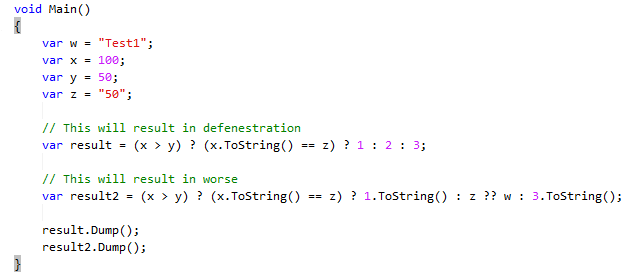 void Main()
{
var w = "Test1";
var x = 100;
var y = 50;
var z = "50";
// This will result in defenestration
var result = (x > y) ? (x.ToString() == z) ? 1 : 2 : 3;
// This will result in worse
var result2 = (x > y) ? (x.ToString() == z) ? 1.ToString() : z ?? w : 3.ToString();
result.Dump();
result2.Dump();
}